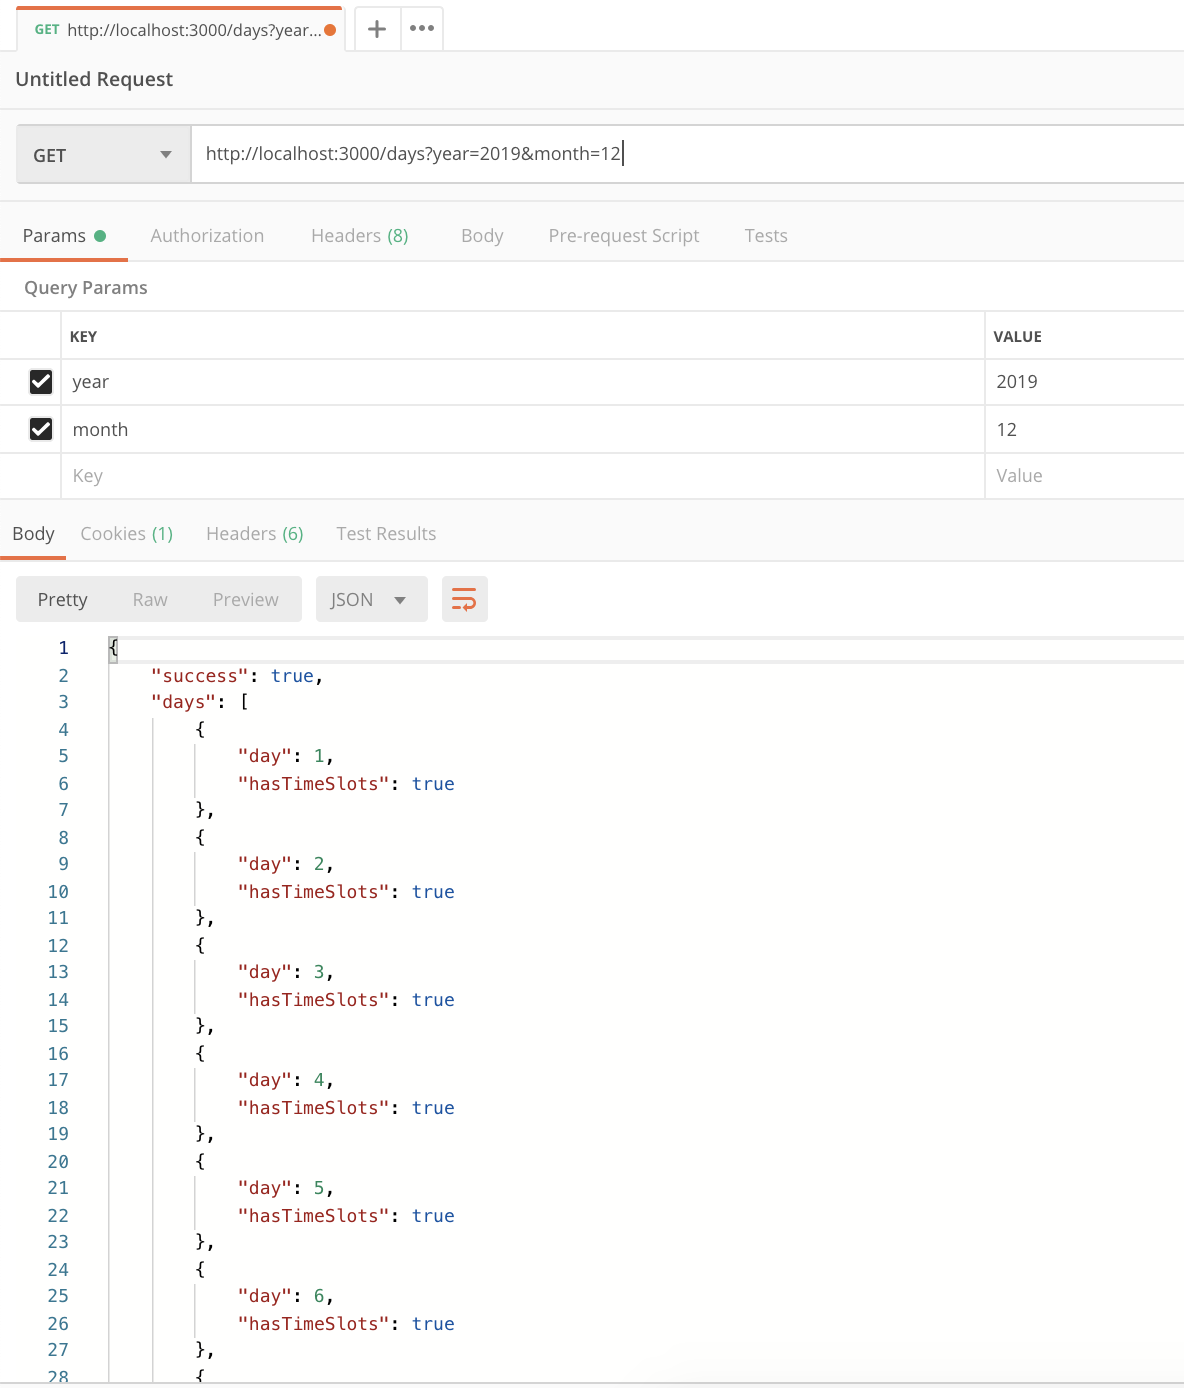 GET http://localhost:3000/days?year...
Untitled Request
GET http://localhost:3000/days?year=2019&month=12
Params Authorization Headers (8) Body Pre-request Script Tests
Query Params
KEY VALUE
year 2019
month 12
Key Value
Body Cookies (1) Headers (6) Test Results
Pretty Raw Preview JSON
1 {
2 "success": true,
3 "days": [
4 {
5 "day": 1,
6 "hasTimeSlots": true
7 },
8 {
9 "day": 2,
10 "hasTimeSlots": true
11 },
12 {
13 "day": 3,
14 "hasTimeSlots": true
15 },
16 {
17 "day": 4,
18 "hasTimeSlots": true
19 },
20 {
21 "day": 5,
22 "hasTimeSlots": true
23 },
24 {
25 "day": 6,
26 "hasTimeSlots": true
27 },
28 {